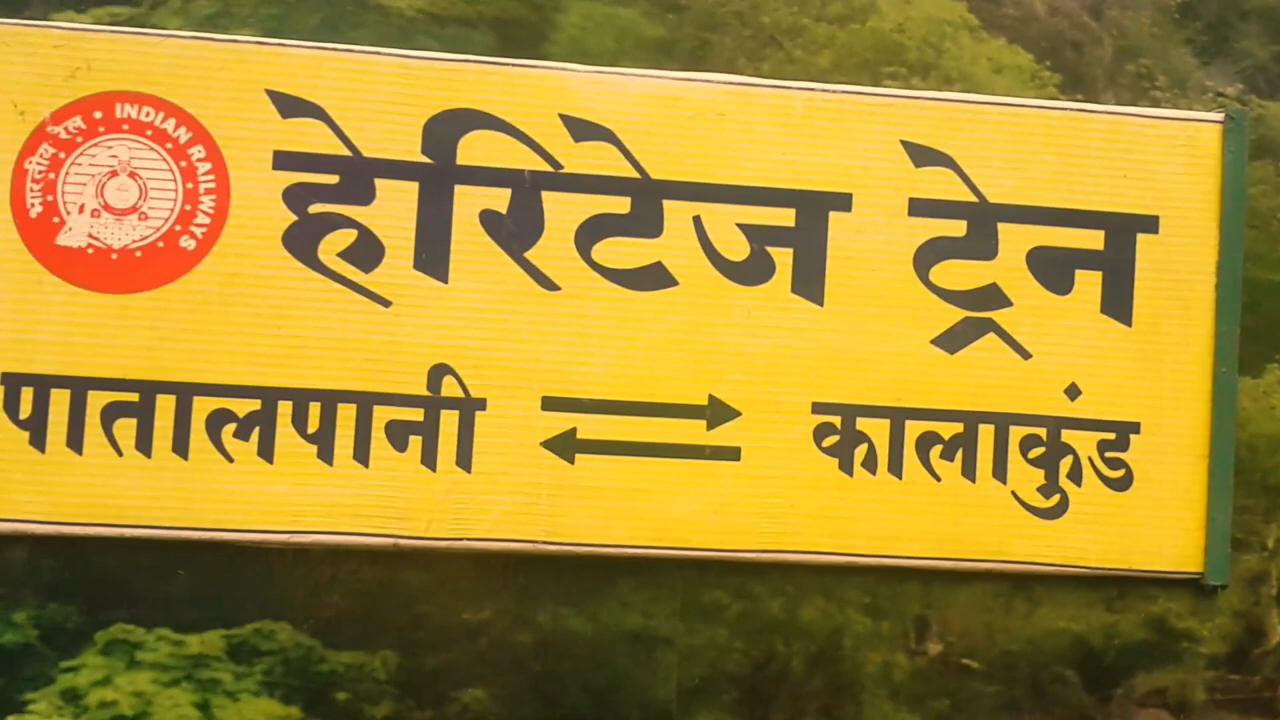 भारतीय रेल • INDIAN RAILWAYS
हेरिटेज ट्रेन
पातालपानी ⇄ कालाकुंड